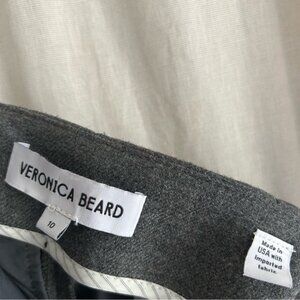 VERONICA BEARD
10
Made in
USA with
imported
fabric.